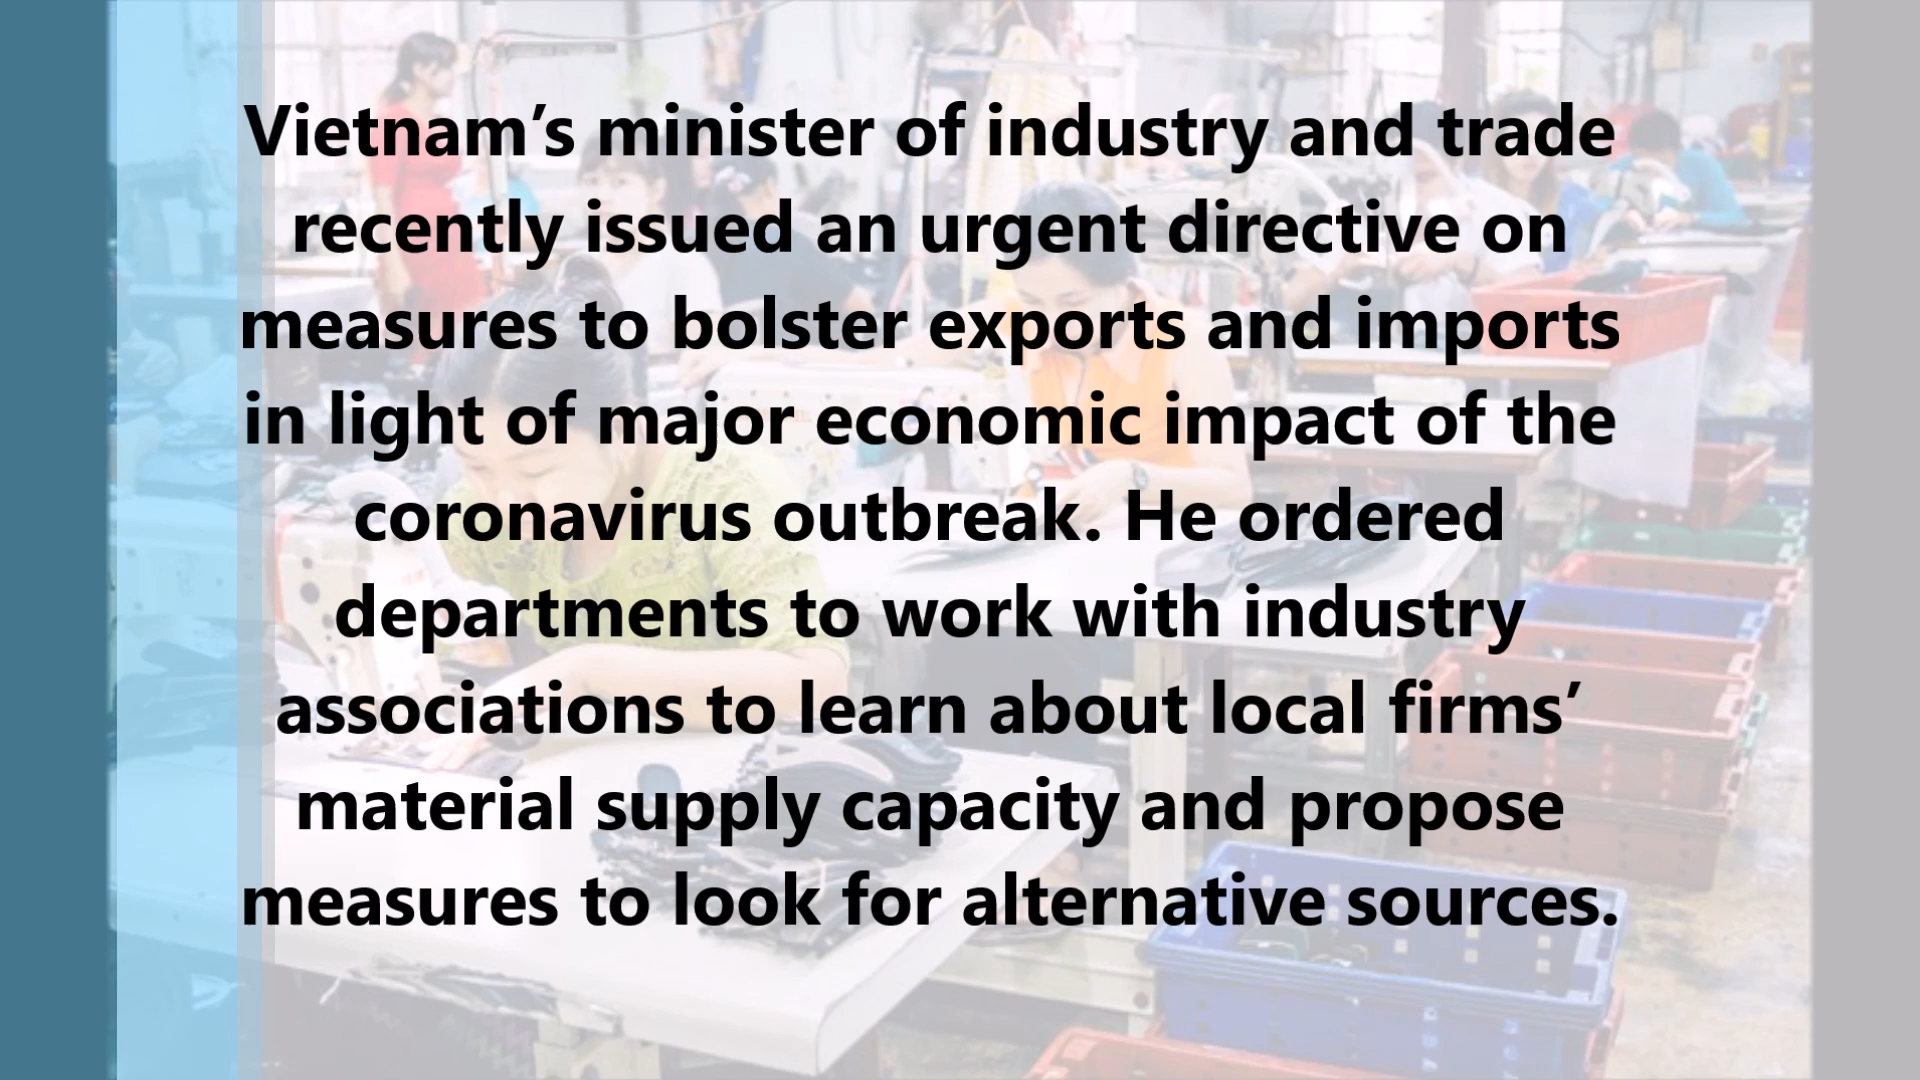 Vietnam’s minister of industry and trade
recently issued an urgent directive on
measures to bolster exports and imports
in light of major economic impact of the
coronavirus outbreak. He ordered
departments to work with industry
associations to learn about local firms’
material supply capacity and propose
measures to look for alternative sources.